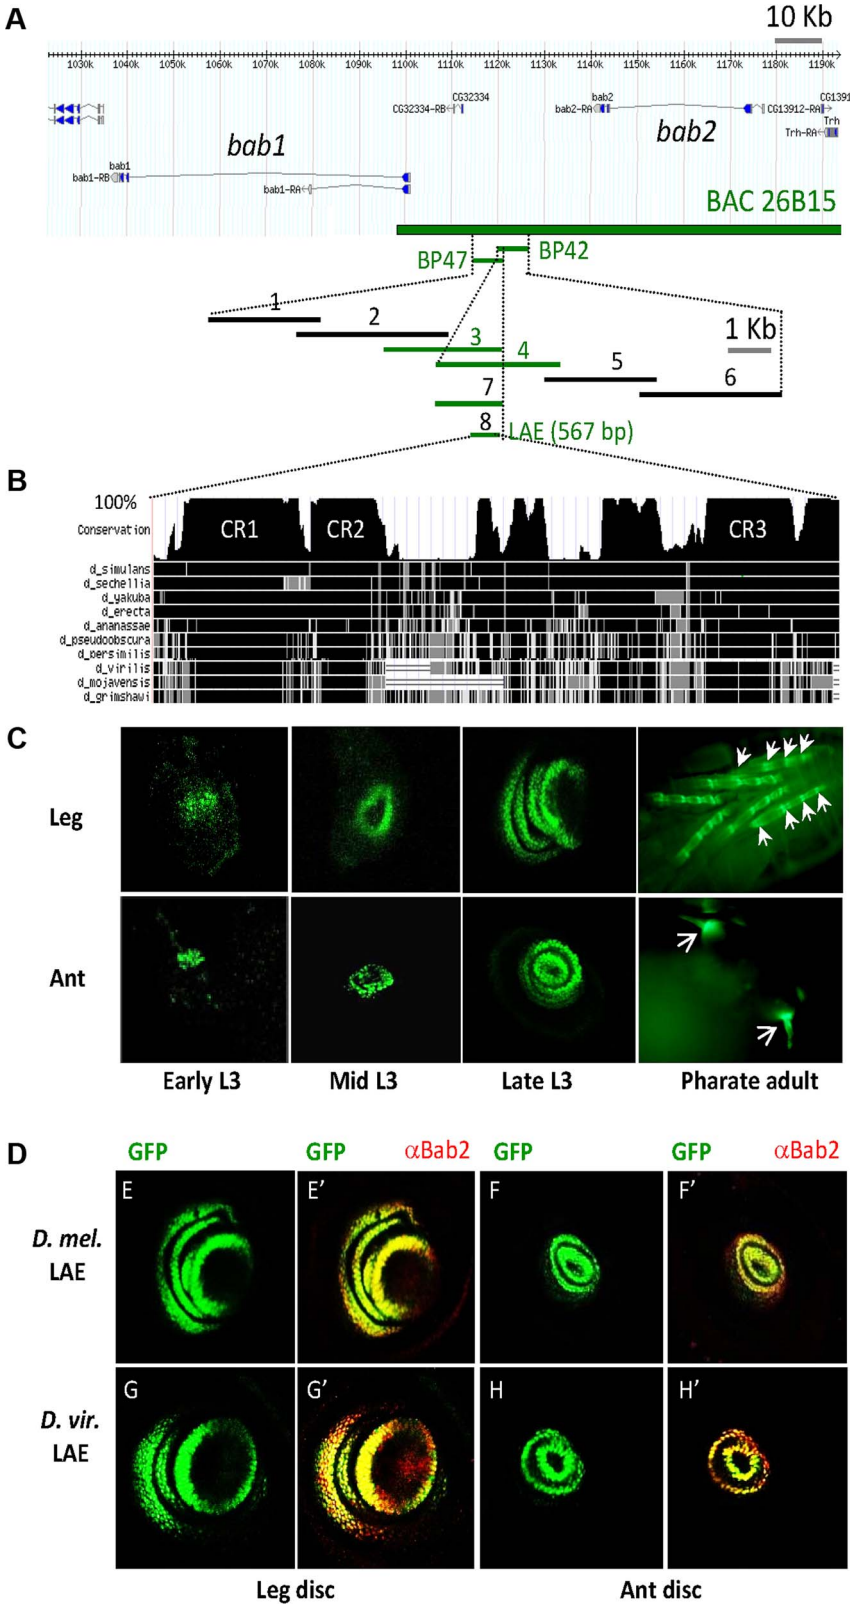 A
10 Kb
1030k 1040k 1050k 1060k 1070k 1080k 1090k 1100k 1110k 1120k 1130k 1140k 1150k 1160k 1170k 1180k 1190k
CG32334 bab2 CG1391
CG32334-RB bab2-RA CG13912-RA
Trh
bab1 bab2 Trh-RA
bab1
bab1-RB
bab1-RA
BAC 26B15
BP47 BP42
1
2
3
4
5
6
1 Kb
7
8 LAE (567 bp)
B
100%
Conservation
CR1 CR2 CR3
d_simulans
d_sechellia
d_yakuba
d_erecta
d_ananassae
d_pseudoobscura
d_persimilis
d_virilis
d_mojavensis
d_grimshawi
C
Leg
Ant
Early L3 Mid L3 Late L3 Pharate adult
D
GFP GFP αBab2 GFP GFP αBab2
E E’ F F’
D. mel.
LAE
G G’ H H’
D. vir.
LAE
Leg disc Ant disc